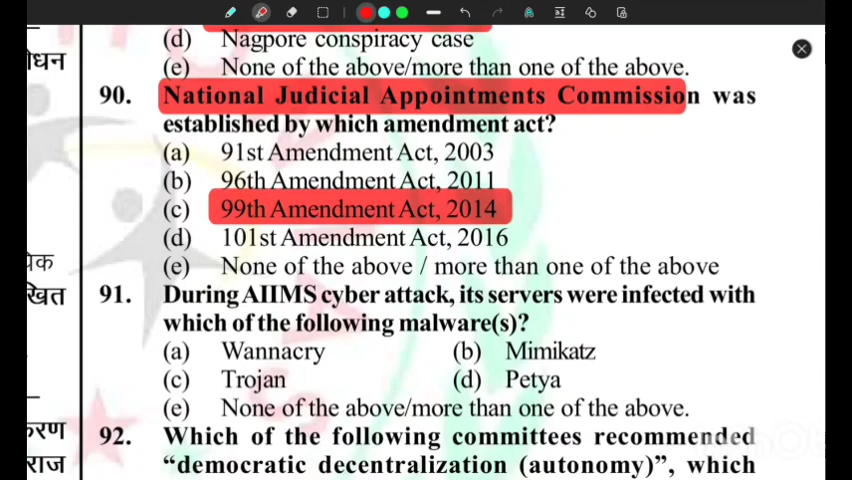 (d) Nagpore conspiracy case
धन
(e) None of the above/more than one of the above.
90. National Judicial Appointments Commission was
established by which amendment act?
(a) 91st Amendment Act, 2003
(b) 96th Amendment Act, 2011
(c) 99th Amendment Act, 2014
(d) 101st Amendment Act, 2016
(e) None of the above / more than one of the above
खित
91. During AIIMS cyber attack, its servers were infected with
which of the following malware(s)?
(a) Wannacry (b) Mimikatz
(c) Trojan (d) Petya
(e) None of the above/more than one of the above.
करण
92. Which of the following committees recommended
राज
“democratic decentralization (autonomy)”, which